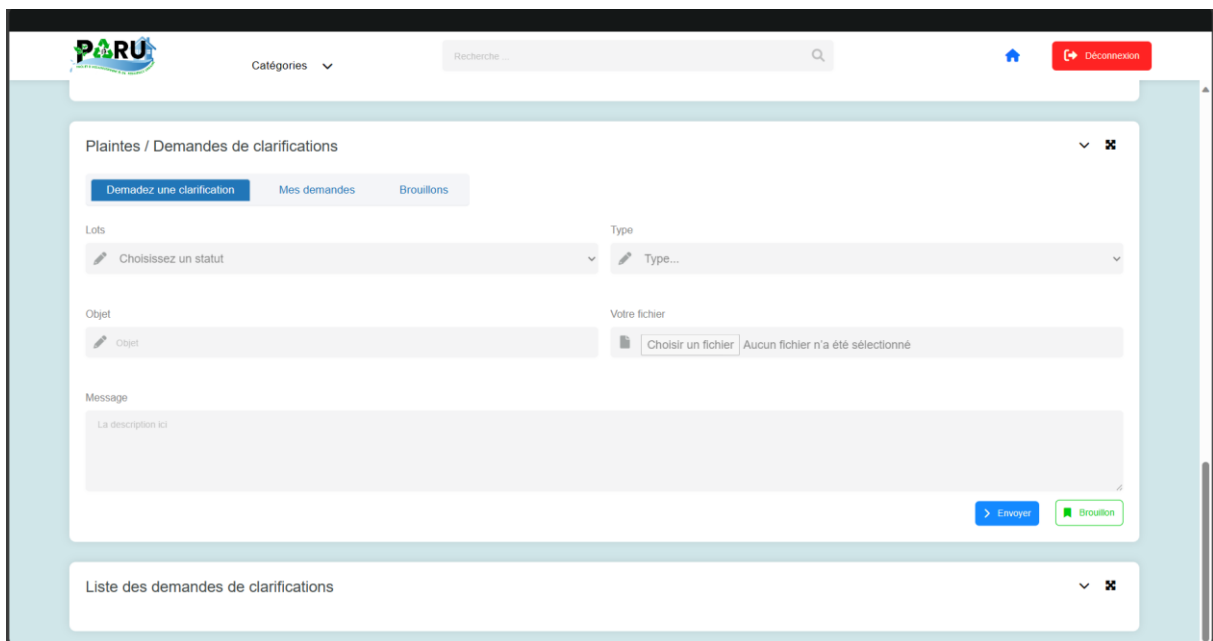 PARU
Catégories
Recherche ...
Déconnexion
Plaintes / Demandes de clarifications
Demadez une clarification
Mes demandes
Brouillons
Lots
Type
Choisissez un statut
Type...
Objet
Votre fichier
Objet
Choisir un fichier Aucun fichier n'a été sélectionné
Message
La description ici
Envoyer
Brouillon
Liste des demandes de clarifications